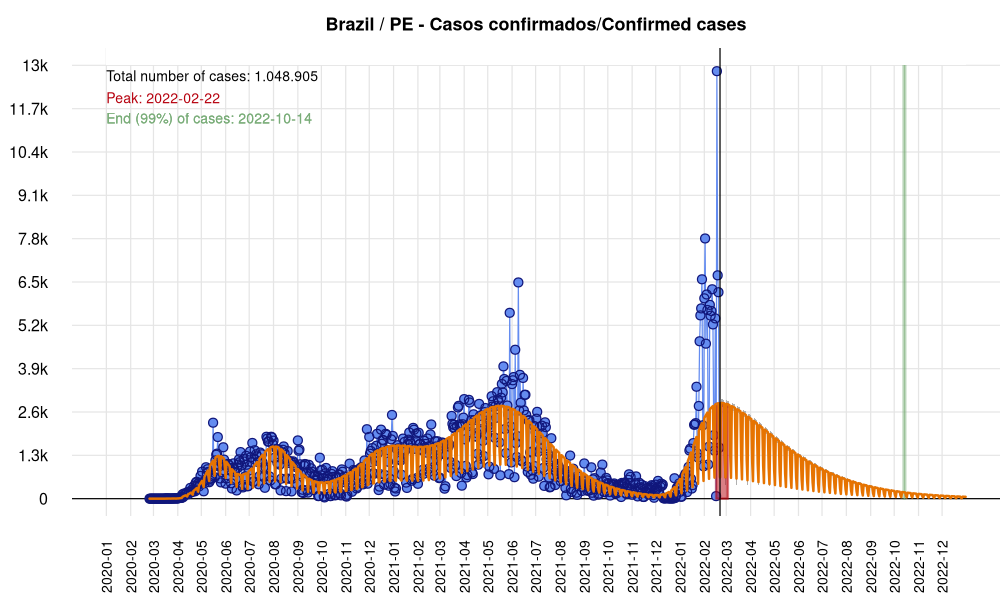 Brazil / PE - Casos confirmados/Confirmed cases
Total number of cases: 1.048.905
Peak: 2022-02-22
End (99%) of cases: 2022-10-14
13k
11.7k
10.4k
9.1k
7.8k
6.5k
5.2k
3.9k
2.6k
1.3k
0
2020-01
2020-02
2020-03
2020-04
2020-05
2020-06
2020-07
2020-08
2020-09
2020-10
2020-11
2020-12
2021-01
2021-02
2021-03
2021-04
2021-05
2021-06
2021-07
2021-08
2021-09
2021-10
2021-11
2021-12
2022-01
2022-02
2022-03
2022-04
2022-05
2022-06
2022-07
2022-08
2022-09
2022-10
2022-11
2022-12